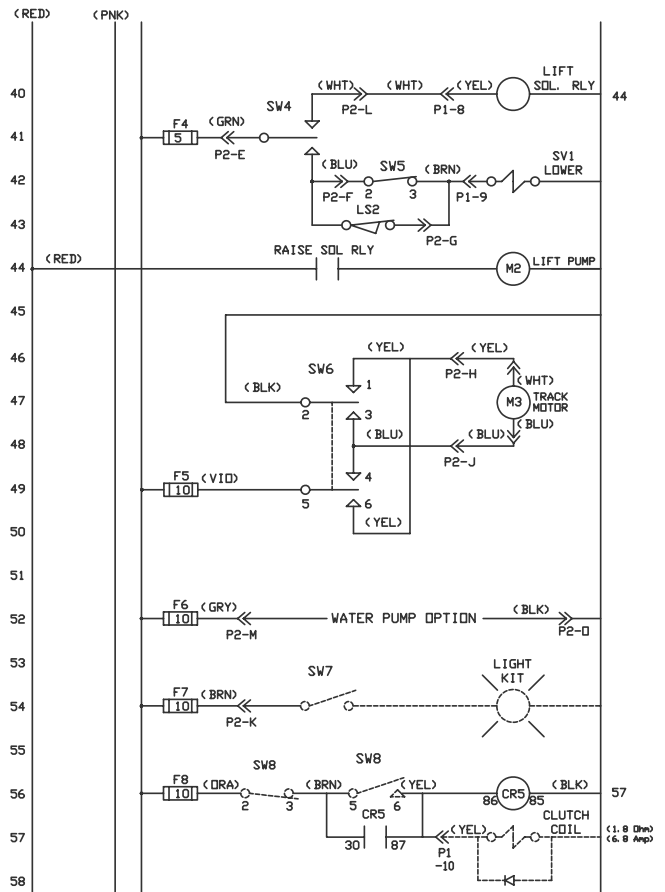 (RED) (PNK)
LIFT
40 (WHT) (WHT) (YEL) SOL. RLY 44
SW4 P2-L P1-8
F4 (GRN)
41 5
P2-E
(BLU) SW5 (BRN) SV1
LOWER
42
P2-F 2 3 P1-9
LS2
43
P2-G
(RED) RAISE SOL RLY
44 M2 LIFT PUMP
45
46 (YEL) (YEL)
SW6 P2-H
1 (WHT)
(BLK)
47 M3 TRACK
MOTOR
2 3
(BLU) (BLU) (BLU)
48
P2-J
4
F5 (VIO)
49 10
5 6
(YEL)
50
51
F6 (GRY) (BLK)
52 10 WATER PUMP OPTION
P2-M P2-O
53
LIGHT
KIT
SW7
F7 (BRN)
54 10
P2-K
55
SW8 SW8
F8 (ORA) (BRN) (YEL) (BLK)
56 10 86 CR5 85 57
2 3 5 6
CR5 CLUTCH
COIL
57 30 87 (YEL) (1.8 Ohm)
(6.8 Amp)
P1
-10
58